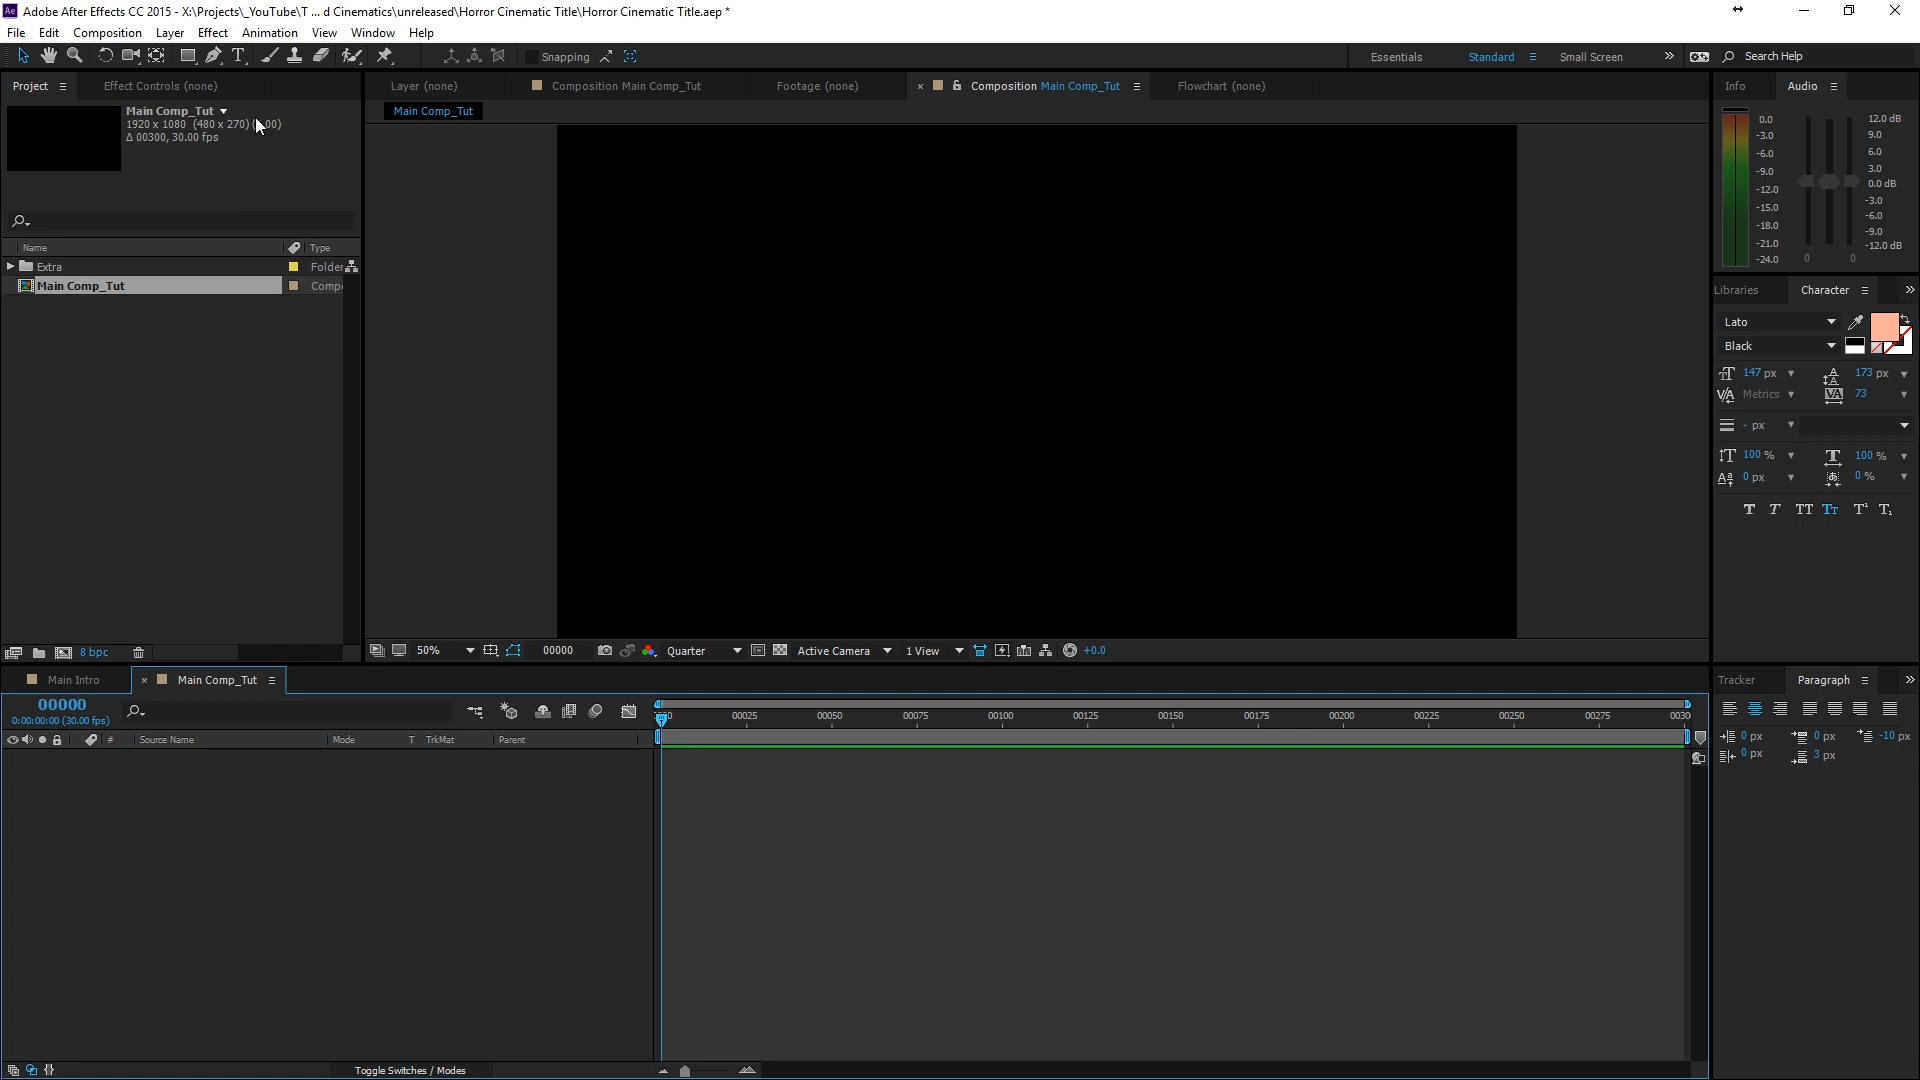 Adobe After Effects CC 2015 - X:\Projects\_YouTube\T ... d Cinematics\unreleased\Horror Cinematic Title\Horror Cinematic Title.aep *
File Edit Composition Layer Effect Animation View Window Help
Snapping Essentials Standard Small Screen Search Help
Project Effect Controls (none) Layer (none) Composition Main Comp_Tut Footage (none) Composition Main Comp_Tut Flowchart (none) Info Audio
Main Comp_Tut
1920 x 1080 (480 x 270) 00)
Δ 00300, 30.00 fps
Main Comp_Tut
0.0 12.0 dB
-3.0 9.0
-6.0 6.0
-9.0 3.0
-12.0 0.0 dB
-15.0 -3.0
-18.0 -6.0
-21.0 -9.0
-24.0 0 0 -12.0 dB
Name Type
Extra Folder
Main Comp_Tut Comp
Libraries Character
Lato
Black
147 px 173 px
Metrics 73
- px
100 % 100 %
0 px 0 %
T T TT Tt T¹ T₁
8 bpc
50% 00000 Quarter Active Camera 1 View +0.0
Main Intro Main Comp_Tut
Tracker Paragraph
00000
0:00:00:00 (30.00 fps)
00025 00050 00075 00100 00125 00150 00175 00200 00225 00250 00275 0030
# Source Name Mode T TrkMat Parent
0 px 0 px -10 px
0 px 3 px
Toggle Switches / Modes